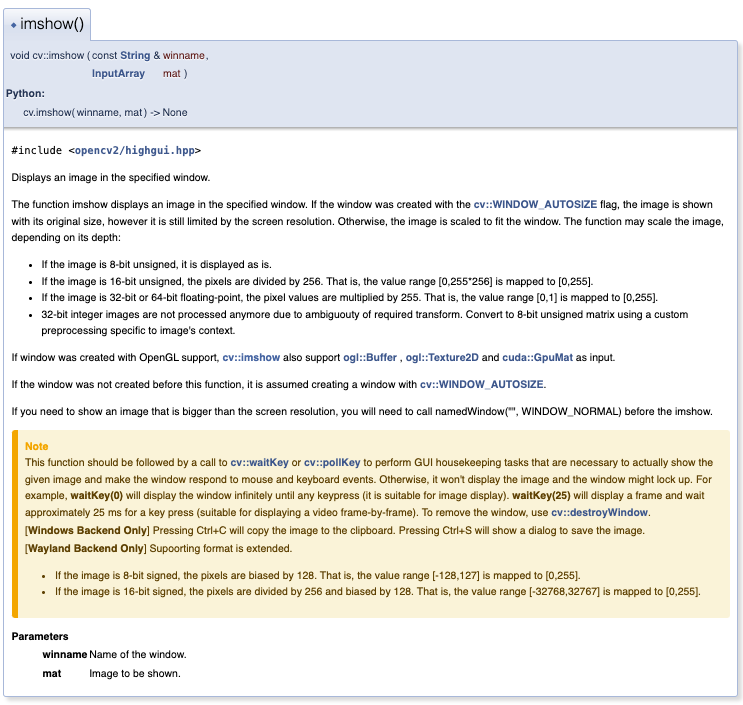 ◆ imshow()
void cv::imshow ( const String & winname,
InputArray mat )
Python:
cv.imshow( winname, mat ) -> None
#include <opencv2/highgui.hpp>
Displays an image in the specified window.
The function imshow displays an image in the specified window. If the window was created with the cv::WINDOW_AUTOSIZE flag, the image is shown
with its original size, however it is still limited by the screen resolution. Otherwise, the image is scaled to fit the window. The function may scale the image,
depending on its depth:
• If the image is 8-bit unsigned, it is displayed as is.
• If the image is 16-bit unsigned, the pixels are divided by 256. That is, the value range [0,255*256] is mapped to [0,255].
• If the image is 32-bit or 64-bit floating-point, the pixel values are multiplied by 255. That is, the value range [0,1] is mapped to [0,255].
• 32-bit integer images are not processed anymore due to ambiguouty of required transform. Convert to 8-bit unsigned matrix using a custom
preprocessing specific to image's context.
If window was created with OpenGL support, cv::imshow also support ogl::Buffer , ogl::Texture2D and cuda::GpuMat as input.
If the window was not created before this function, it is assumed creating a window with cv::WINDOW_AUTOSIZE.
If you need to show an image that is bigger than the screen resolution, you will need to call namedWindow("", WINDOW_NORMAL) before the imshow.
Note
This function should be followed by a call to cv::waitKey or cv::pollKey to perform GUI housekeeping tasks that are necessary to actually show the
given image and make the window respond to mouse and keyboard events. Otherwise, it won't display the image and the window might lock up. For
example, waitKey(0) will display the window infinitely until any keypress (it is suitable for image display). waitKey(25) will display a frame and wait
approximately 25 ms for a key press (suitable for displaying a video frame-by-frame). To remove the window, use cv::destroyWindow.
[Windows Backend Only] Pressing Ctrl+C will copy the image to the clipboard. Pressing Ctrl+S will show a dialog to save the image.
[Wayland Backend Only] Supoorting format is extended.
• If the image is 8-bit signed, the pixels are biased by 128. That is, the value range [-128,127] is mapped to [0,255].
• If the image is 16-bit signed, the pixels are divided by 256 and biased by 128. That is, the value range [-32768,32767] is mapped to [0,255].
Parameters
winname Name of the window.
mat Image to be shown.